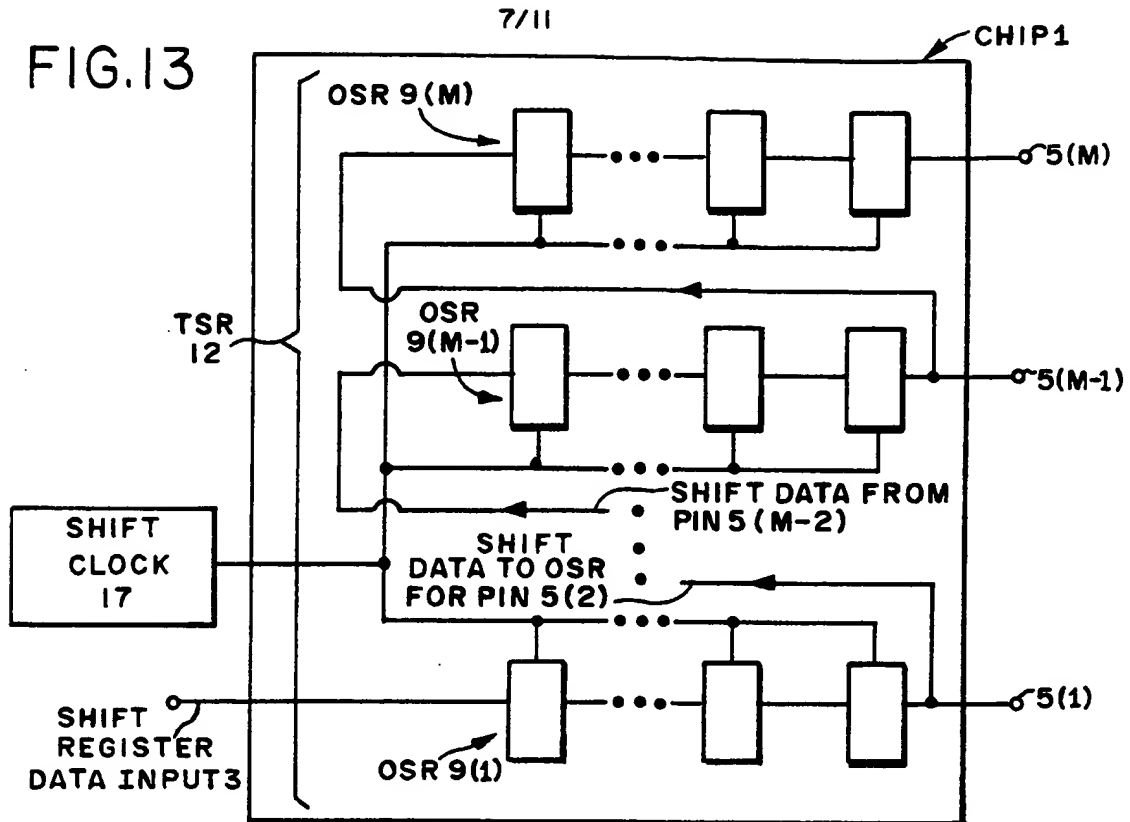 7/11
FIG.13
CHIP1
OSR 9(M)
5(M)
TSR
12
OSR
9(M-1)
5(M-1)
SHIFT DATA FROM
PIN 5(M-2)
SHIFT
CLOCK
17
SHIFT
DATA TO OSR
FOR PIN 5(2)
SHIFT
REGISTER
DATA INPUT3
OSR 9(1)
5(1)